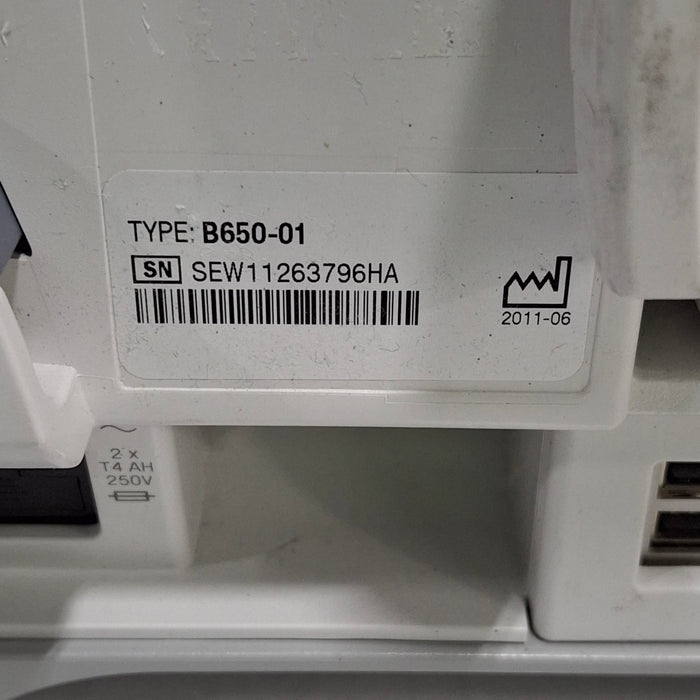 TYPE: B650-01
SN SEW11263796HA
2011-06
2 x
T4 AH
250V